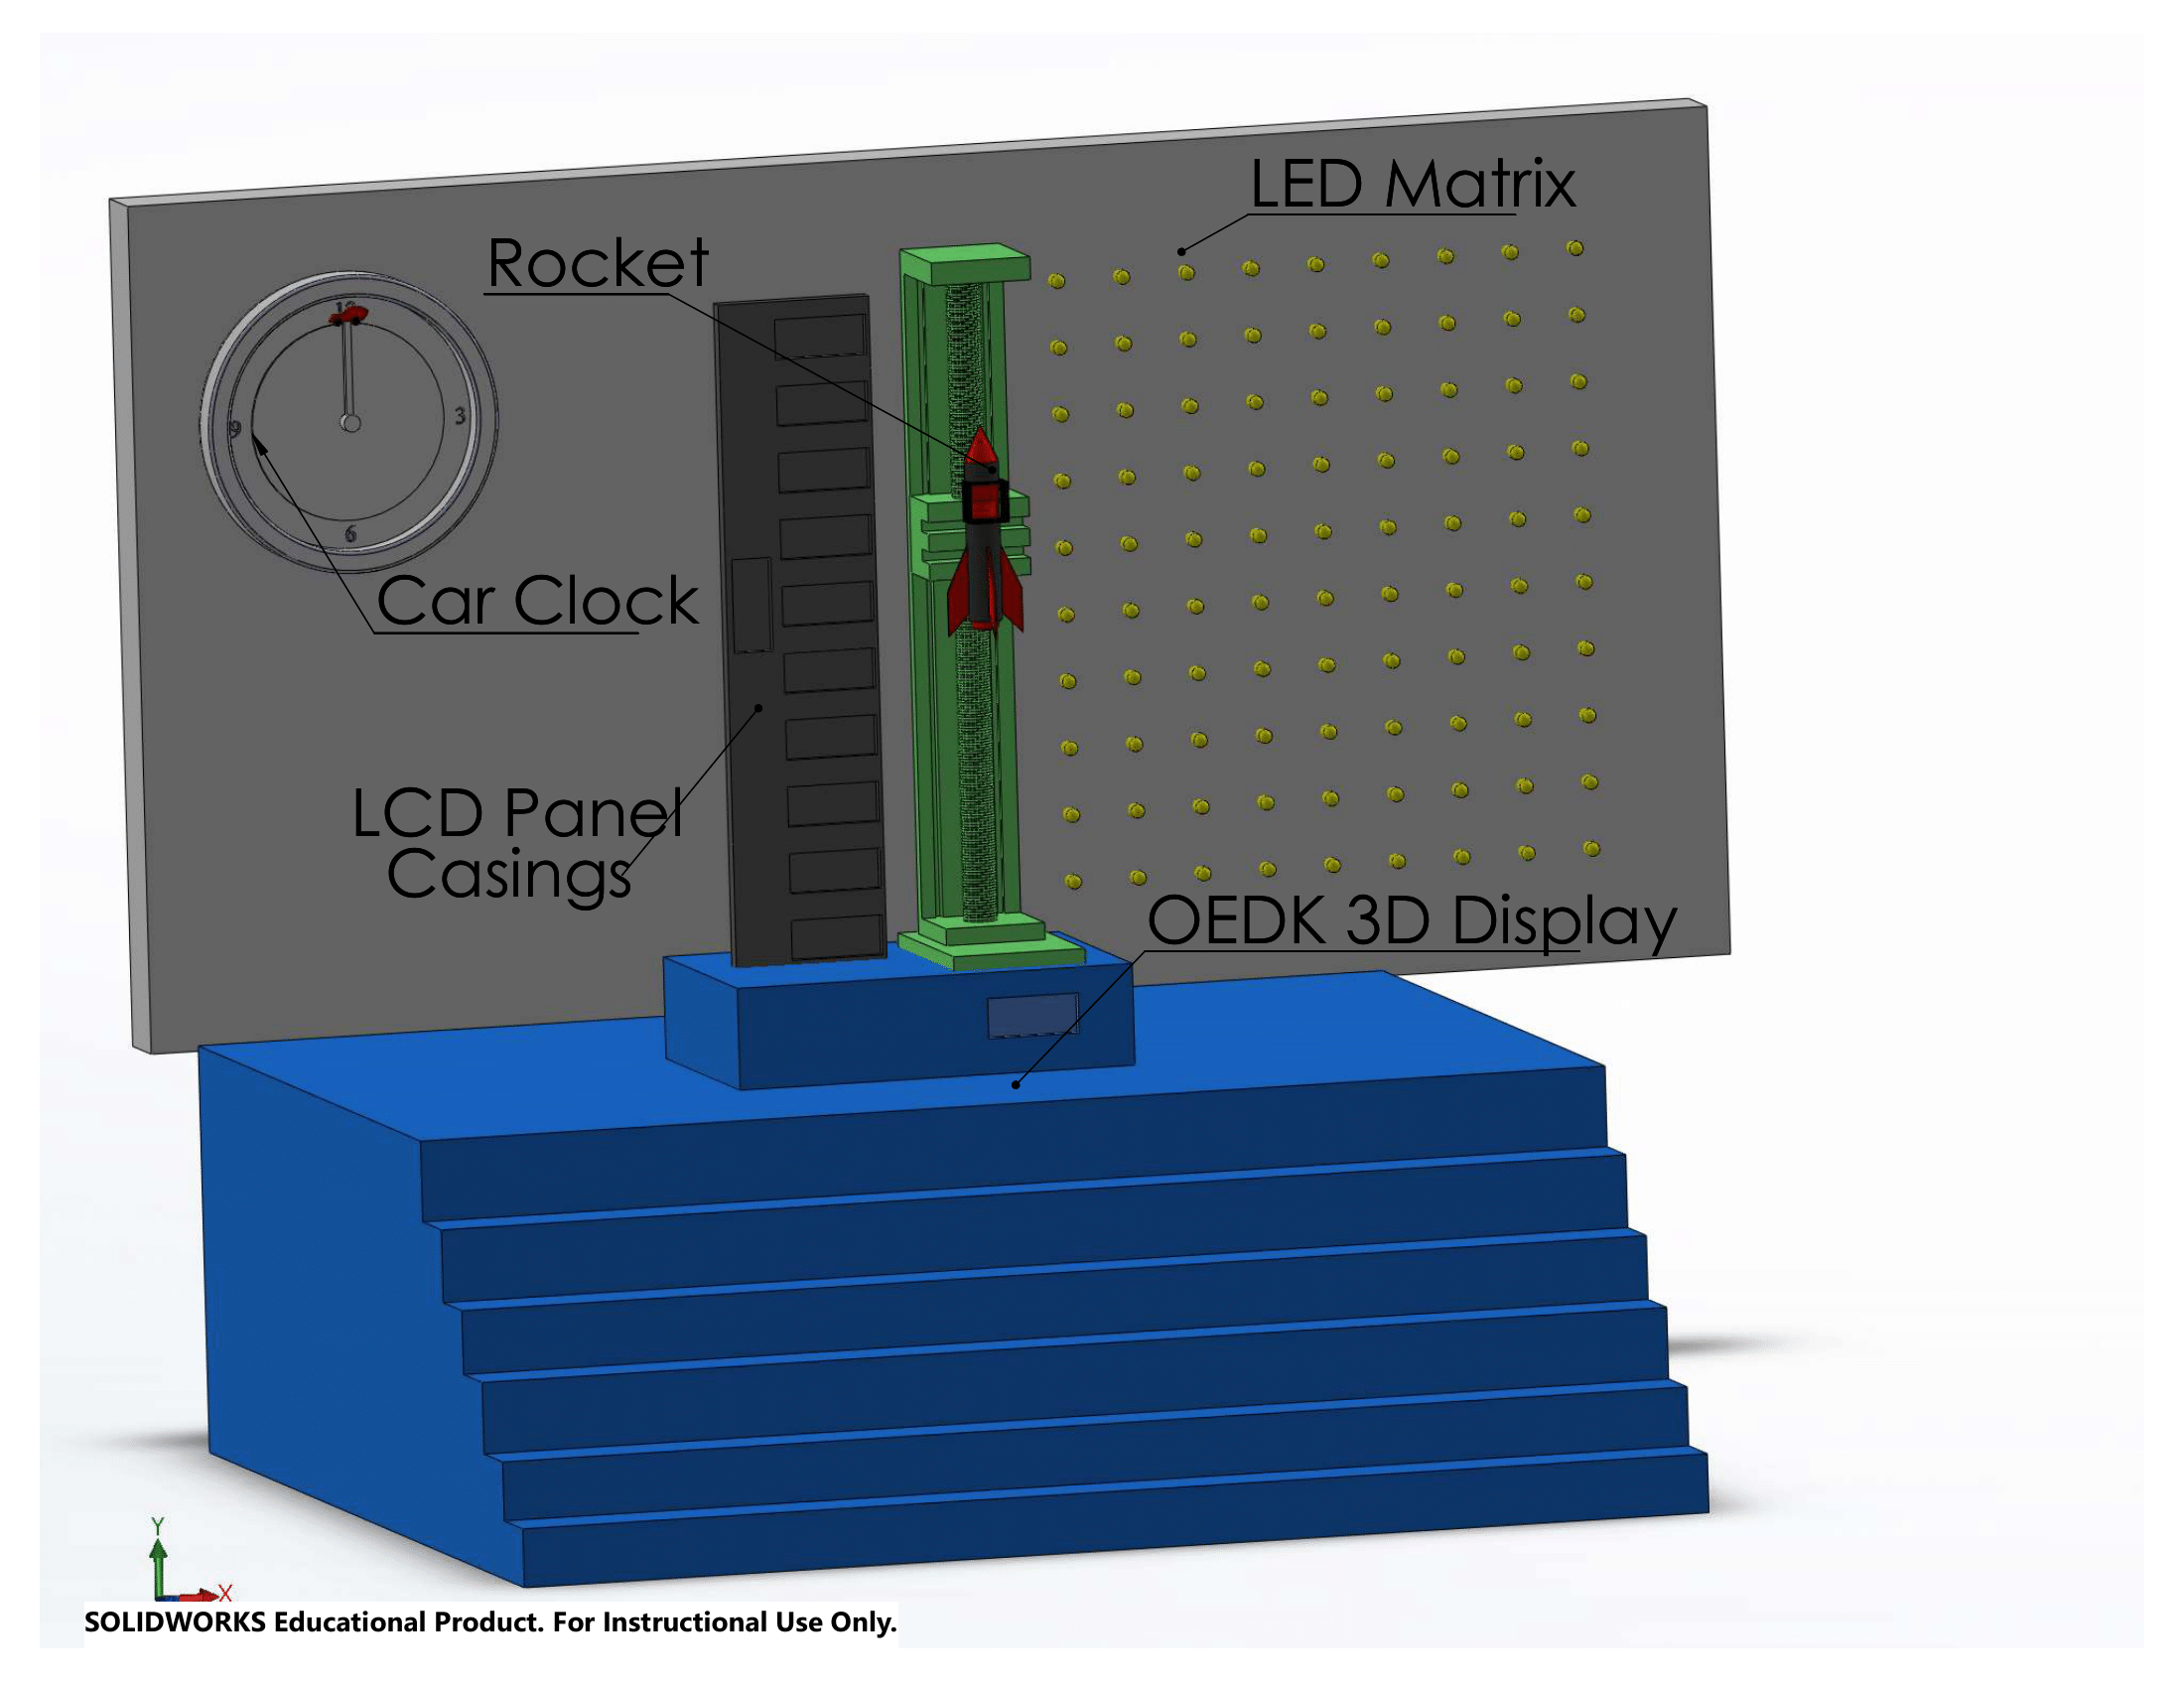 LED Matrix
Rocket
12
3
9
6
Car Clock
LCD Panel
Casings
OEDK 3D Display
Y
X
SOLIDWORKS Educational Product. For Instructional Use Only.